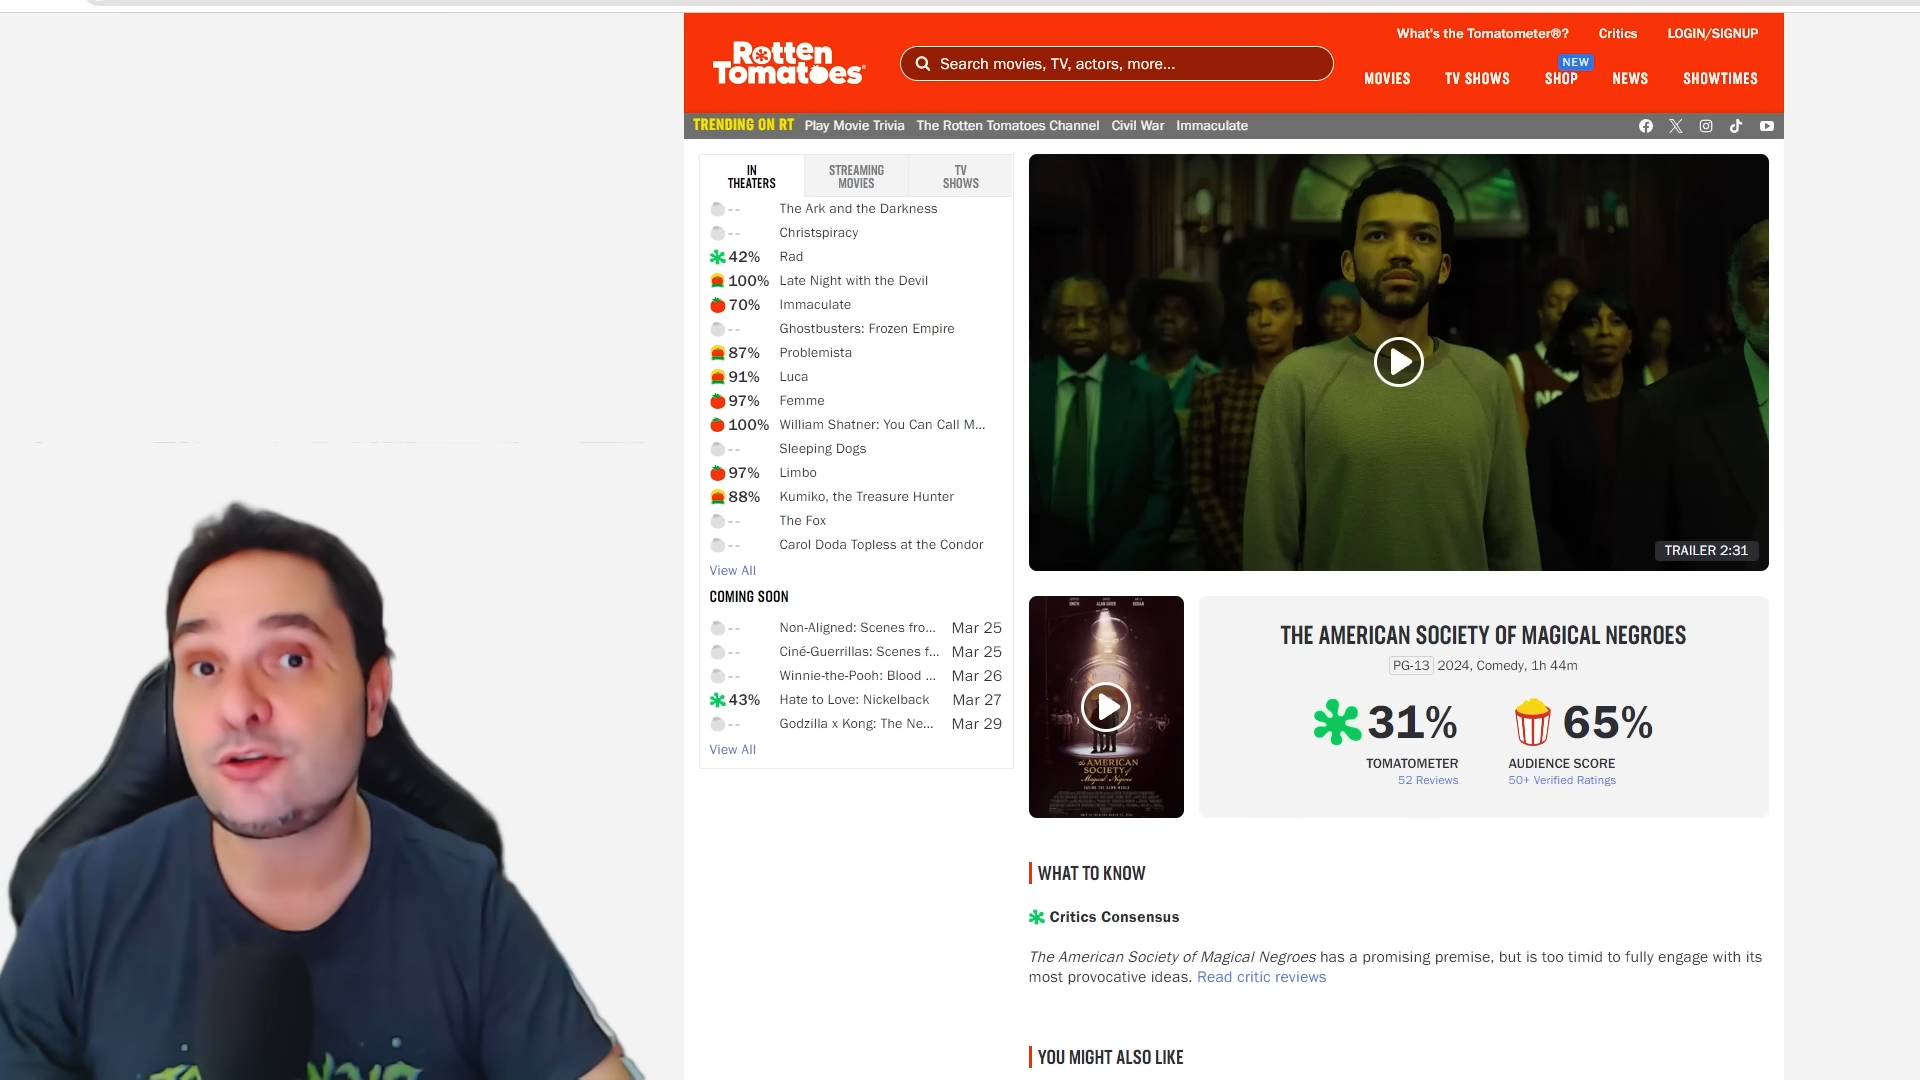 What's the Tomatometer®?
Critics
LOGIN/SIGNUP
Rotten
Tomatoes
Search movies, TV, actors, more...
NEW
MOVIES
TV SHOWS
SHOP
NEWS
SHOWTIMES
TRENDING ON RT
Play Movie Trivia
The Rotten Tomatoes Channel
Civil War
Immaculate
IN
THEATERS
STREAMING
MOVIES
TV
SHOWS
-- The Ark and the Darkness
-- Christspiracy
42% Rad
100% Late Night with the Devil
70% Immaculate
-- Ghostbusters: Frozen Empire
87% Problemista
91% Luca
97% Femme
100% William Shatner: You Can Call M...
-- Sleeping Dogs
97% Limbo
88% Kumiko, the Treasure Hunter
-- The Fox
-- Carol Doda Topless at the Condor
View All
COMING SOON
-- Non-Aligned: Scenes fro... Mar 25
-- Ciné-Guerrillas: Scenes f... Mar 25
-- Winnie-the-Pooh: Blood ... Mar 26
43% Hate to Love: Nickelback Mar 27
-- Godzilla x Kong: The Ne... Mar 29
View All
TRAILER 2:31
the AMERICAN
SOCIETY of
Magical Negroes
THE AMERICAN SOCIETY OF MAGICAL NEGROES
PG-13 2024, Comedy, 1h 44m
31%
65%
TOMATOMETER
AUDIENCE SCORE
52 Reviews
50+ Verified Ratings
WHAT TO KNOW
Critics Consensus
The American Society of Magical Negroes has a promising premise, but is too timid to fully engage with its
most provocative ideas. Read critic reviews
YOU MIGHT ALSO LIKE